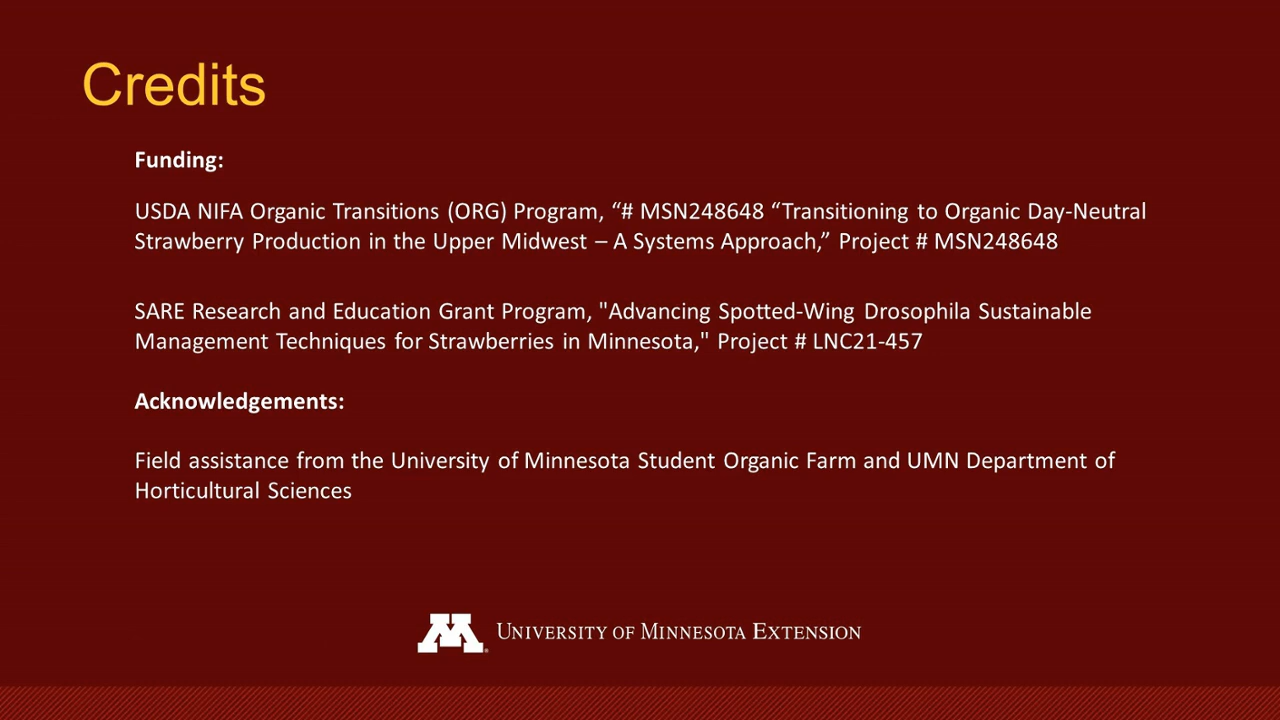 Credits
Funding:
USDA NIFA Organic Transitions (ORG) Program, “# MSN248648 “Transitioning to Organic Day-Neutral
Strawberry Production in the Upper Midwest – A Systems Approach,” Project # MSN248648
SARE Research and Education Grant Program, "Advancing Spotted-Wing Drosophila Sustainable
Management Techniques for Strawberries in Minnesota," Project # LNC21-457
Acknowledgements:
Field assistance from the University of Minnesota Student Organic Farm and UMN Department of
Horticultural Sciences
M UNIVERSITY OF MINNESOTA EXTENSION